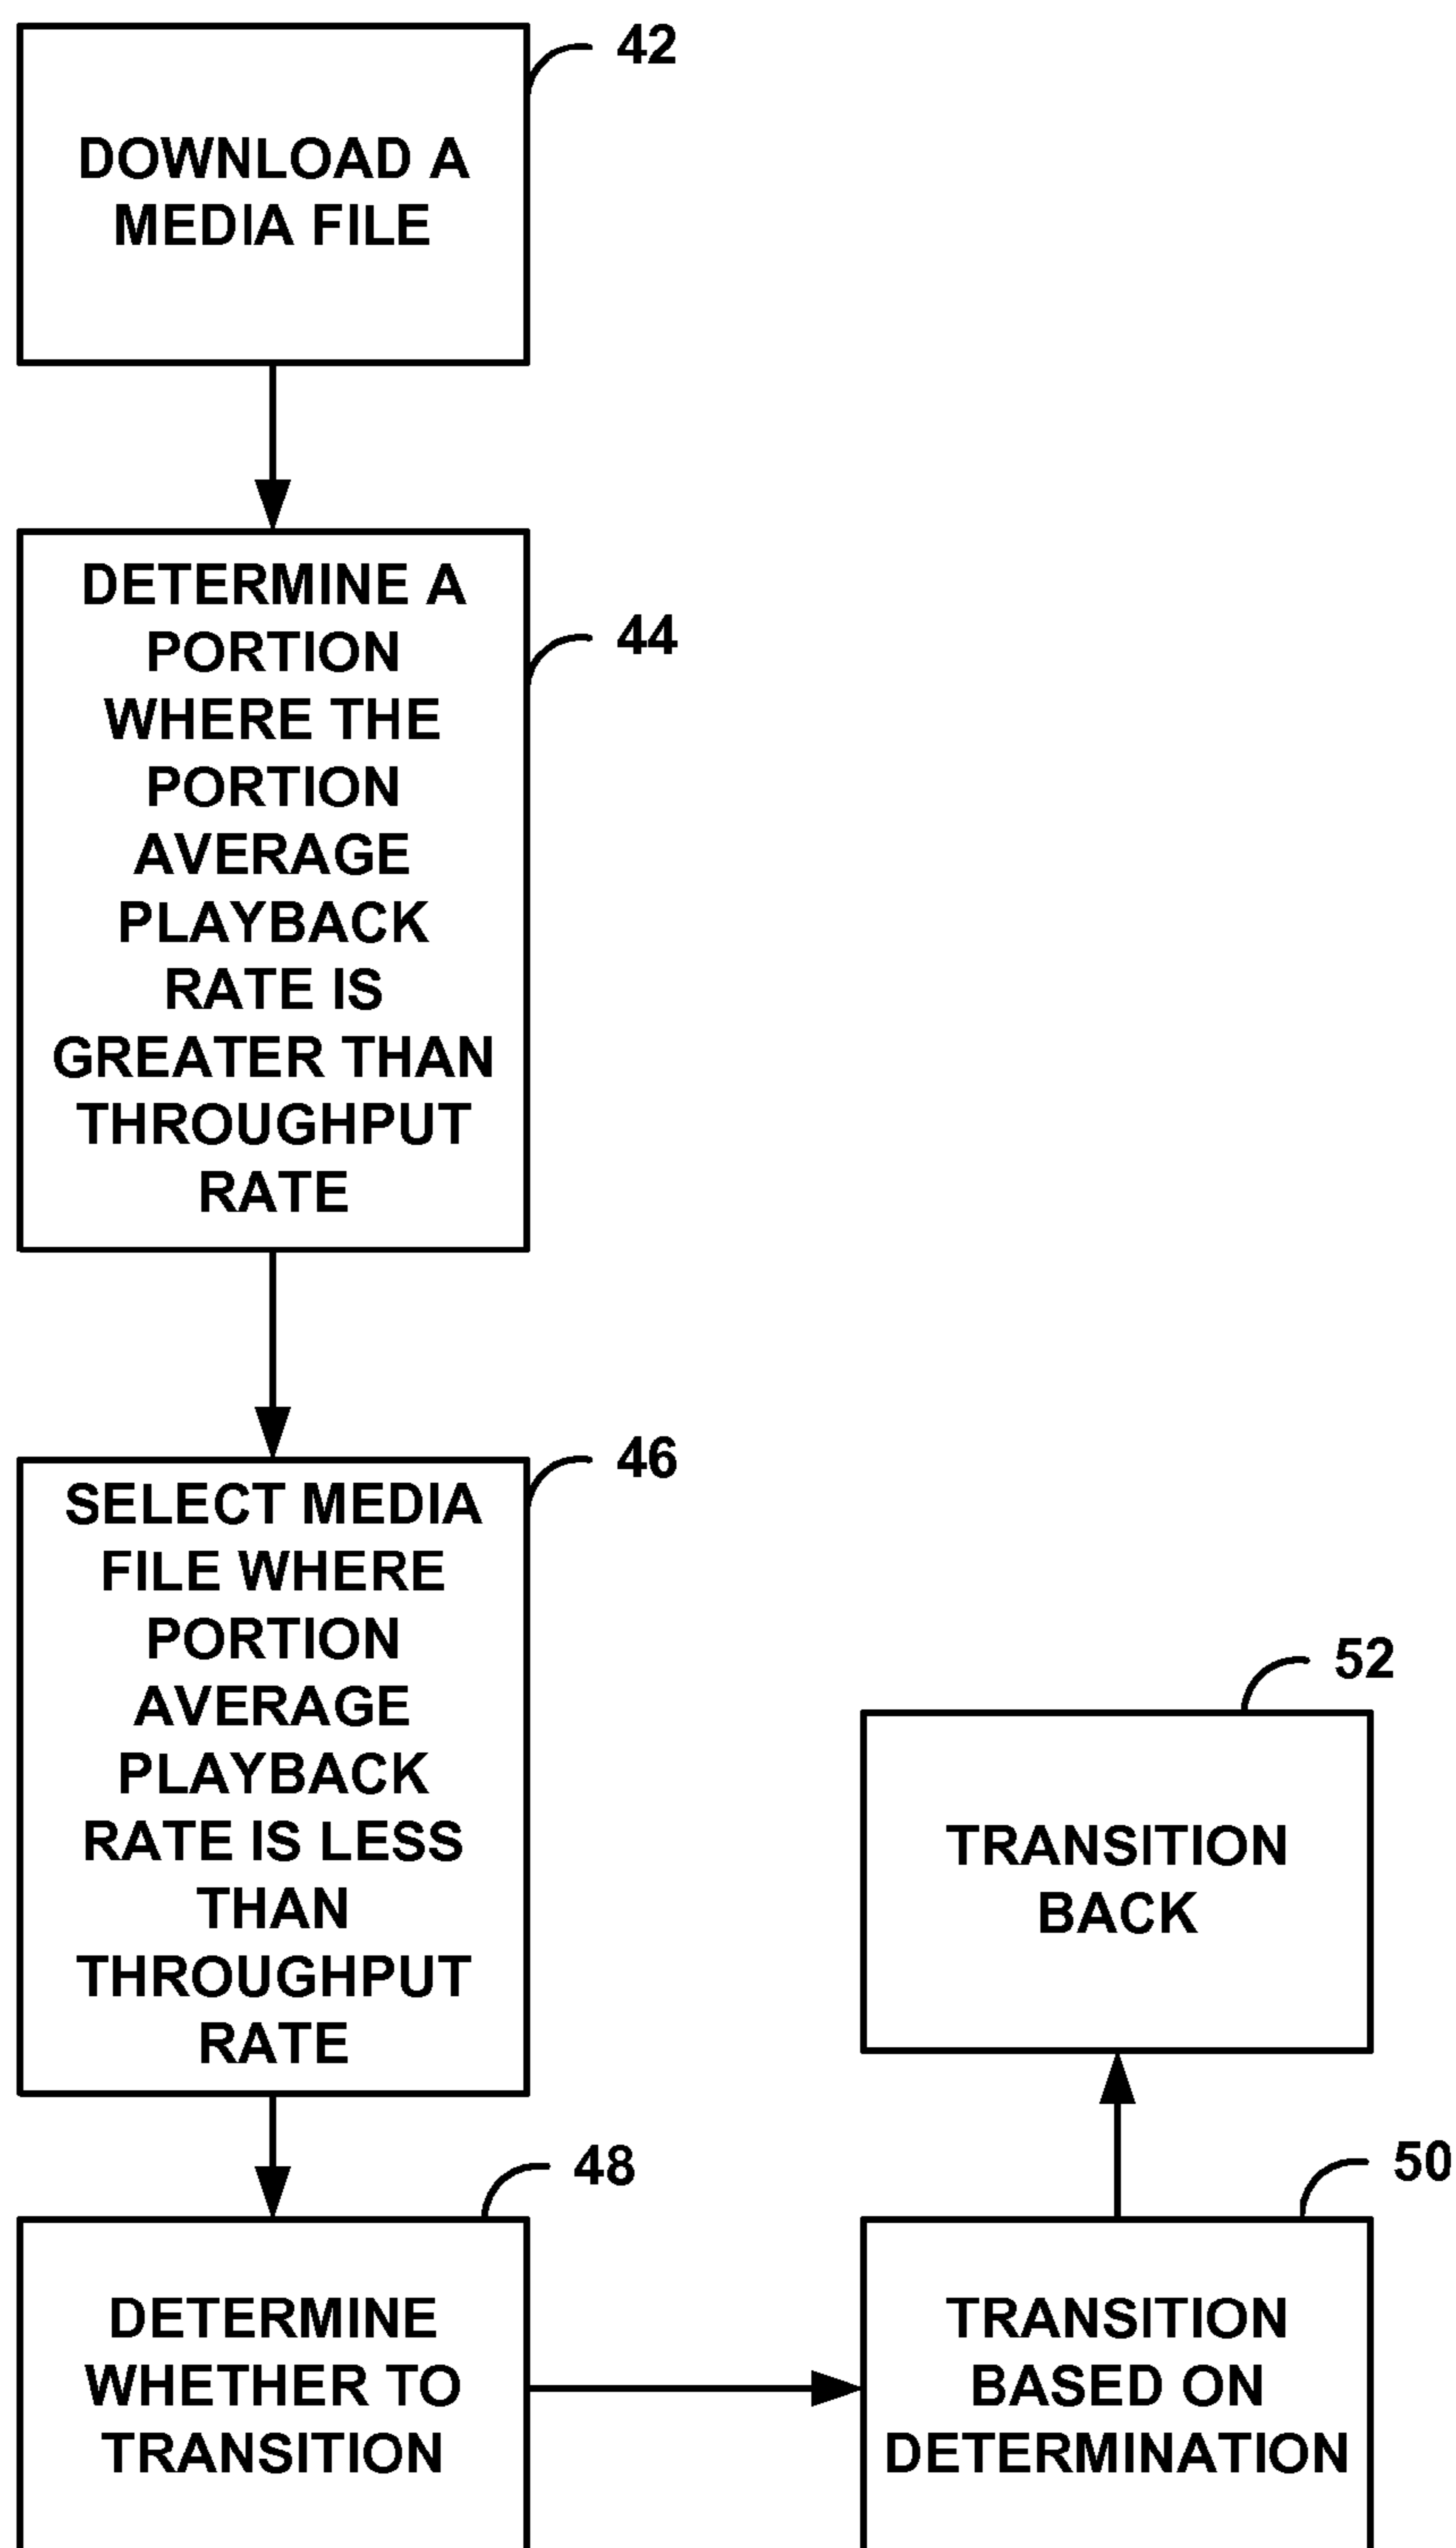 42
DOWNLOAD A
MEDIA FILE
44
DETERMINE A
PORTION
WHERE THE
PORTION
AVERAGE
PLAYBACK
RATE IS
GREATER THAN
THROUGHPUT
RATE
46
SELECT MEDIA
FILE WHERE
PORTION
AVERAGE
PLAYBACK
RATE IS LESS
THAN
THROUGHPUT
RATE
48
DETERMINE
WHETHER TO
TRANSITION
50
TRANSITION
BASED ON
DETERMINATION
52
TRANSITION
BACK